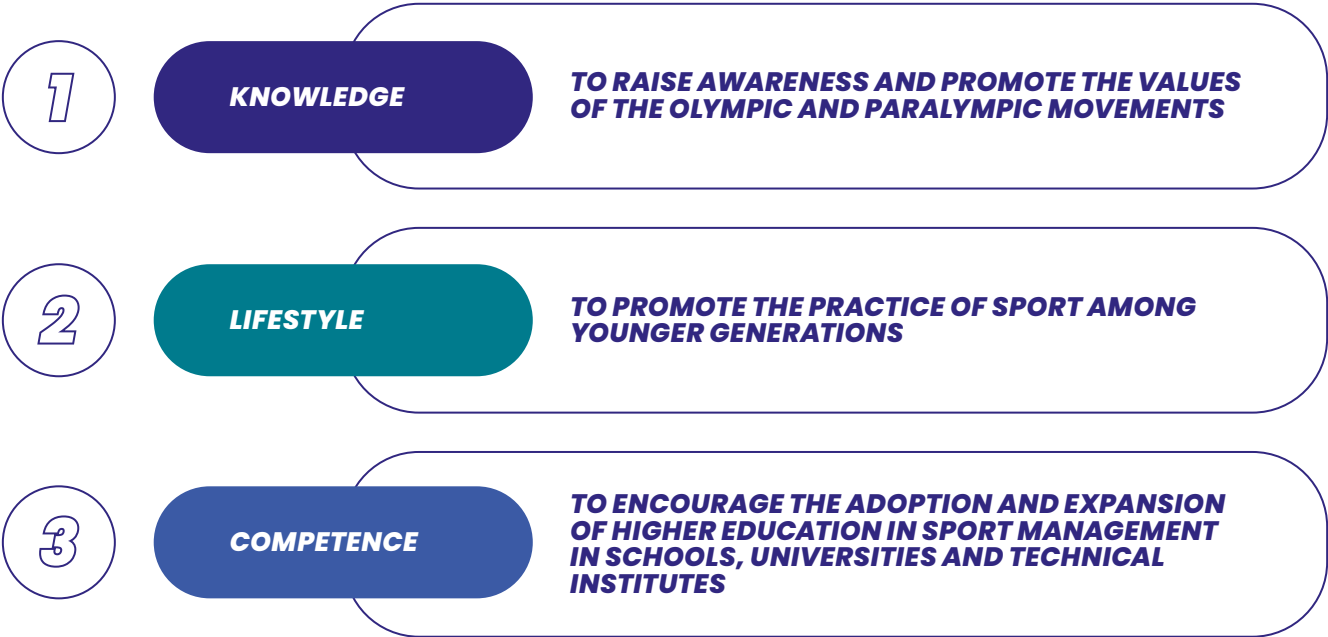 1
KNOWLEDGE
TO RAISE AWARENESS AND PROMOTE THE VALUES
OF THE OLYMPIC AND PARALYMPIC MOVEMENTS
2
LIFESTYLE
TO PROMOTE THE PRACTICE OF SPORT AMONG
YOUNGER GENERATIONS
3
COMPETENCE
TO ENCOURAGE THE ADOPTION AND EXPANSION
OF HIGHER EDUCATION IN SPORT MANAGEMENT
IN SCHOOLS, UNIVERSITIES AND TECHNICAL
INSTITUTES